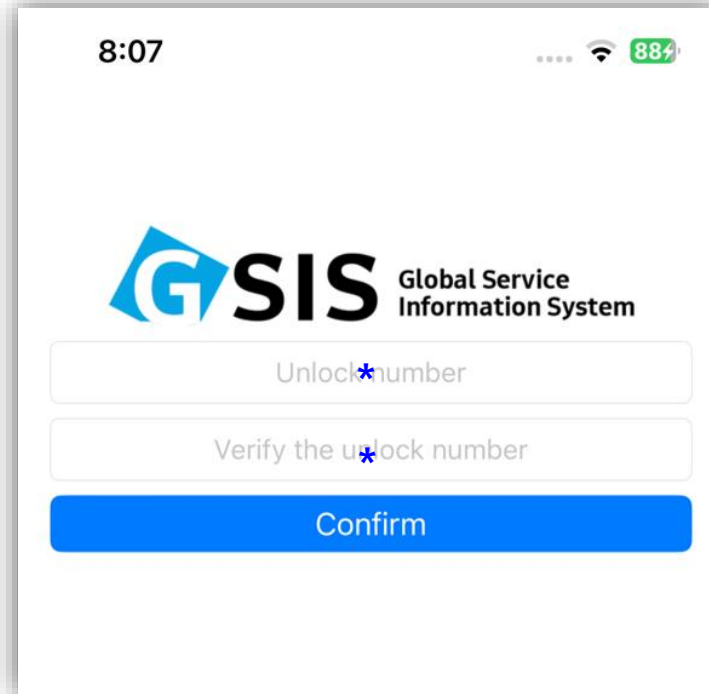 8:07
88
GSIS Global Service
Information System
Unlock number
*
Verify the unlock number
*
Confirm